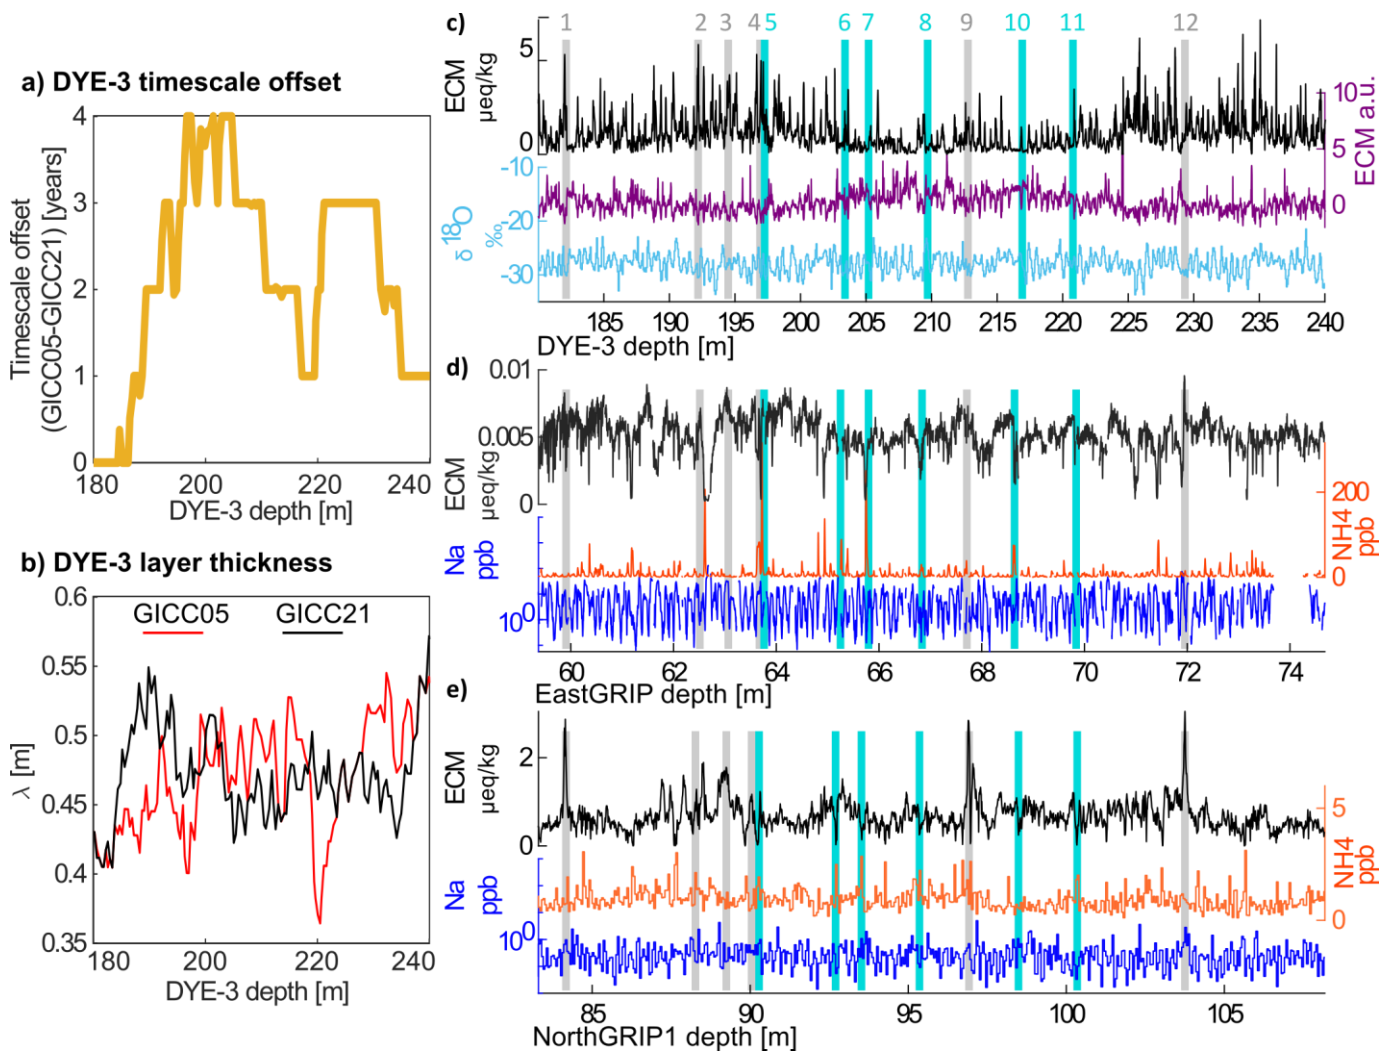 a) DYE-3 timescale offset
Timescale offset
(GICC05-GICC21) [years]
4
3
2
1
0
180 200 220 240
DYE-3 depth [m]
b) DYE-3 layer thickness
GICC05 GICC21
λ [m]
0.6
0.55
0.5
0.45
0.4
0.35
180 200 220 240
DYE-3 depth [m]
c)
1 2 3 4 5 6 7 8 9 10 11 12
ECM
µeq/kg
5
0
ECM a.u.
10
5
0
δ 18O
‰
-10
-20
-30
185 190 195 200 205 210 215 220 225 230 235 240
DYE-3 depth [m]
d)
ECM
µeq/kg
0.01
0.005
0
NH4
ppb
200
0
Na
ppb
100
60 62 64 66 68 70 72 74
EastGRIP depth [m]
e)
ECM
µeq/kg
2
0
NH4
ppb
5
0
Na
ppb
100
85 90 95 100 105
NorthGRIP1 depth [m]